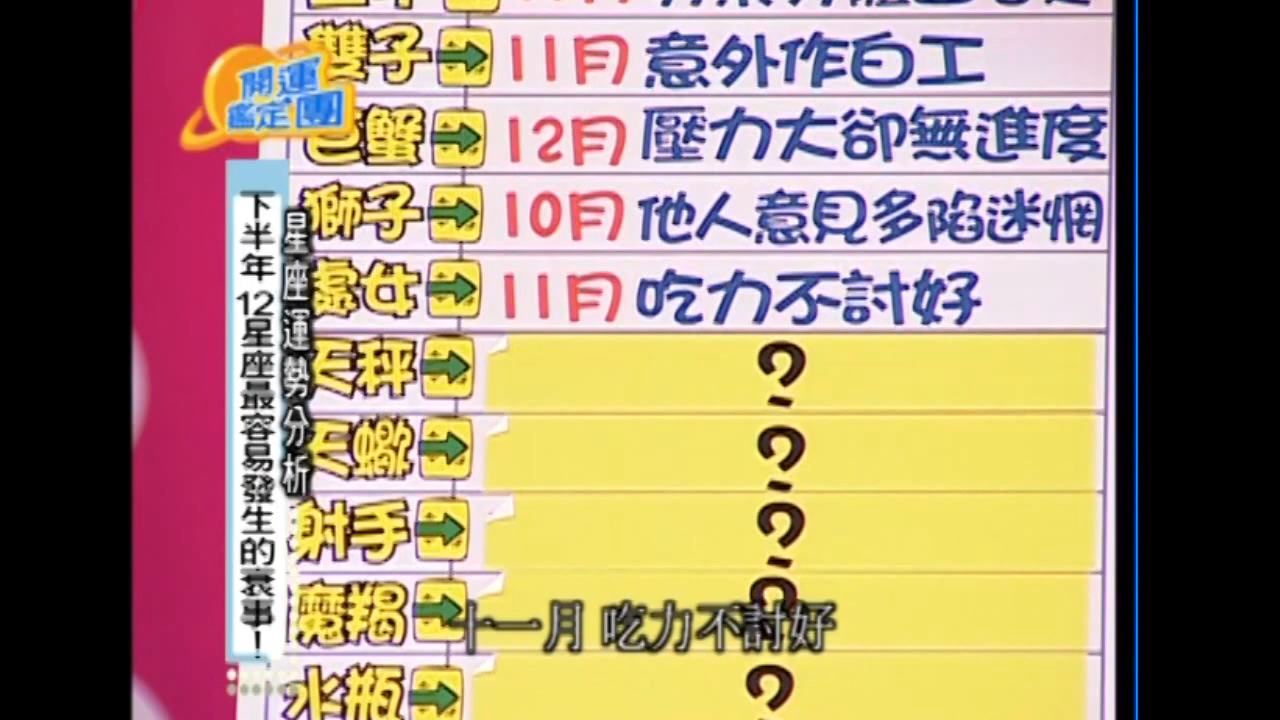 開運
鑑定團
下半年12星座最容易發生的衰事!
星座運勢分析
雙子 11月 意外作白工
巨蟹 12月 壓力大卻無進度
獅子 10月 他人意見多陷迷惘
處女 11月 吃力不討好
天秤 ?
天蠍 ?
射手 ?
魔羯 ?
水瓶 ?
十一月 吃力不討好